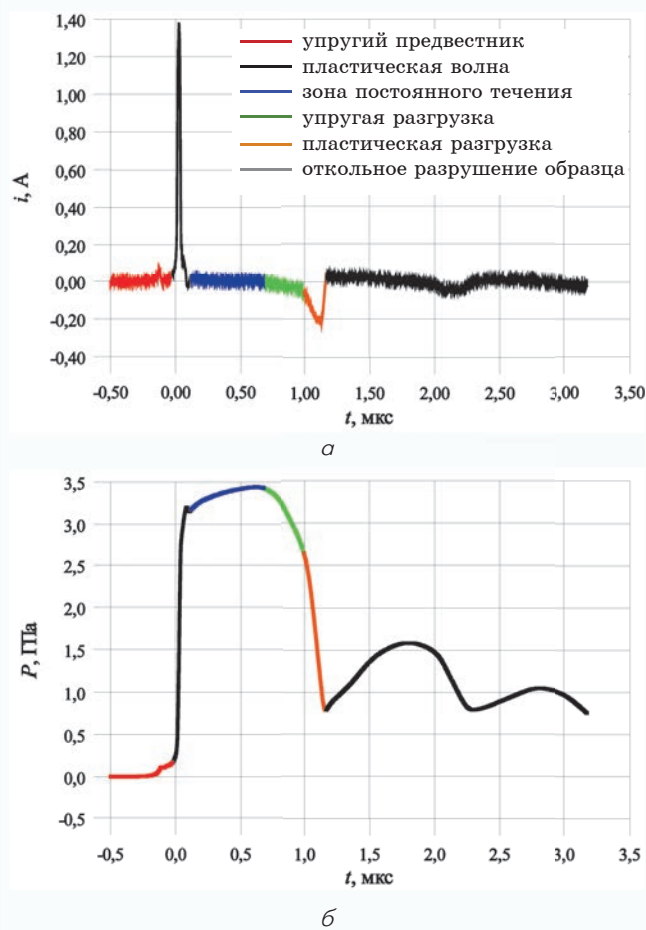 1,40
1,20
1,00
0,80
0,60
0,40
0,20
0,00
-0,20
-0,40
i, А
упругий предвестник
пластическая волна
зона постоянного течения
упругая разгрузка
пластическая разгрузка
откольное разрушение образца
-0,50 0,00 0,50 1,00 1,50 2,00 2,50 3,00 3,50
t, мкс
а
3,5
3,0
2,5
2,0
1,5
1,0
0,5
0,0
-0,5
P, ГПа
-0,5 0,0 0,5 1,0 1,5 2,0 2,5 3,0 3,5
t, мкс
б